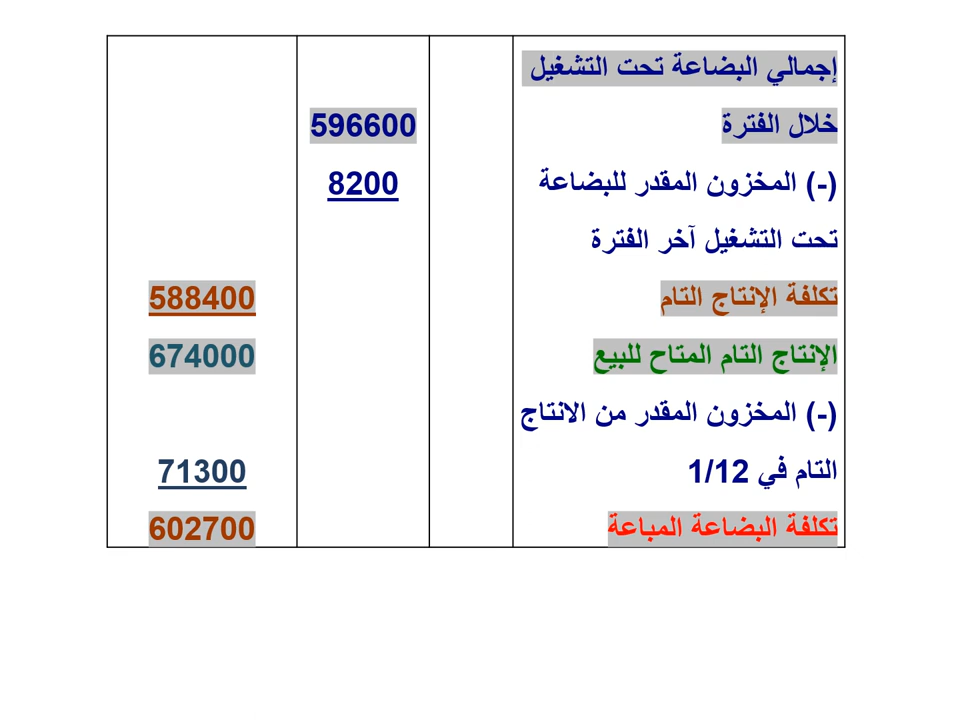 إجمالي البضاعة تحت التشغيل
خلال الفترة 596600
(-) المخزون المقدر للبضاعة 8200
تحت التشغيل آخر الفترة
تكلفة الإنتاج التام 588400
الإنتاج التام المتاح للبيع 674000
(-) المخزون المقدر من الانتاج
التام في 1/12 71300
تكلفة البضاعة المباعة 602700